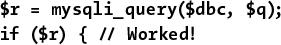 $r = mysqli_query($dbc, $q);
if ($r) { // Worked!